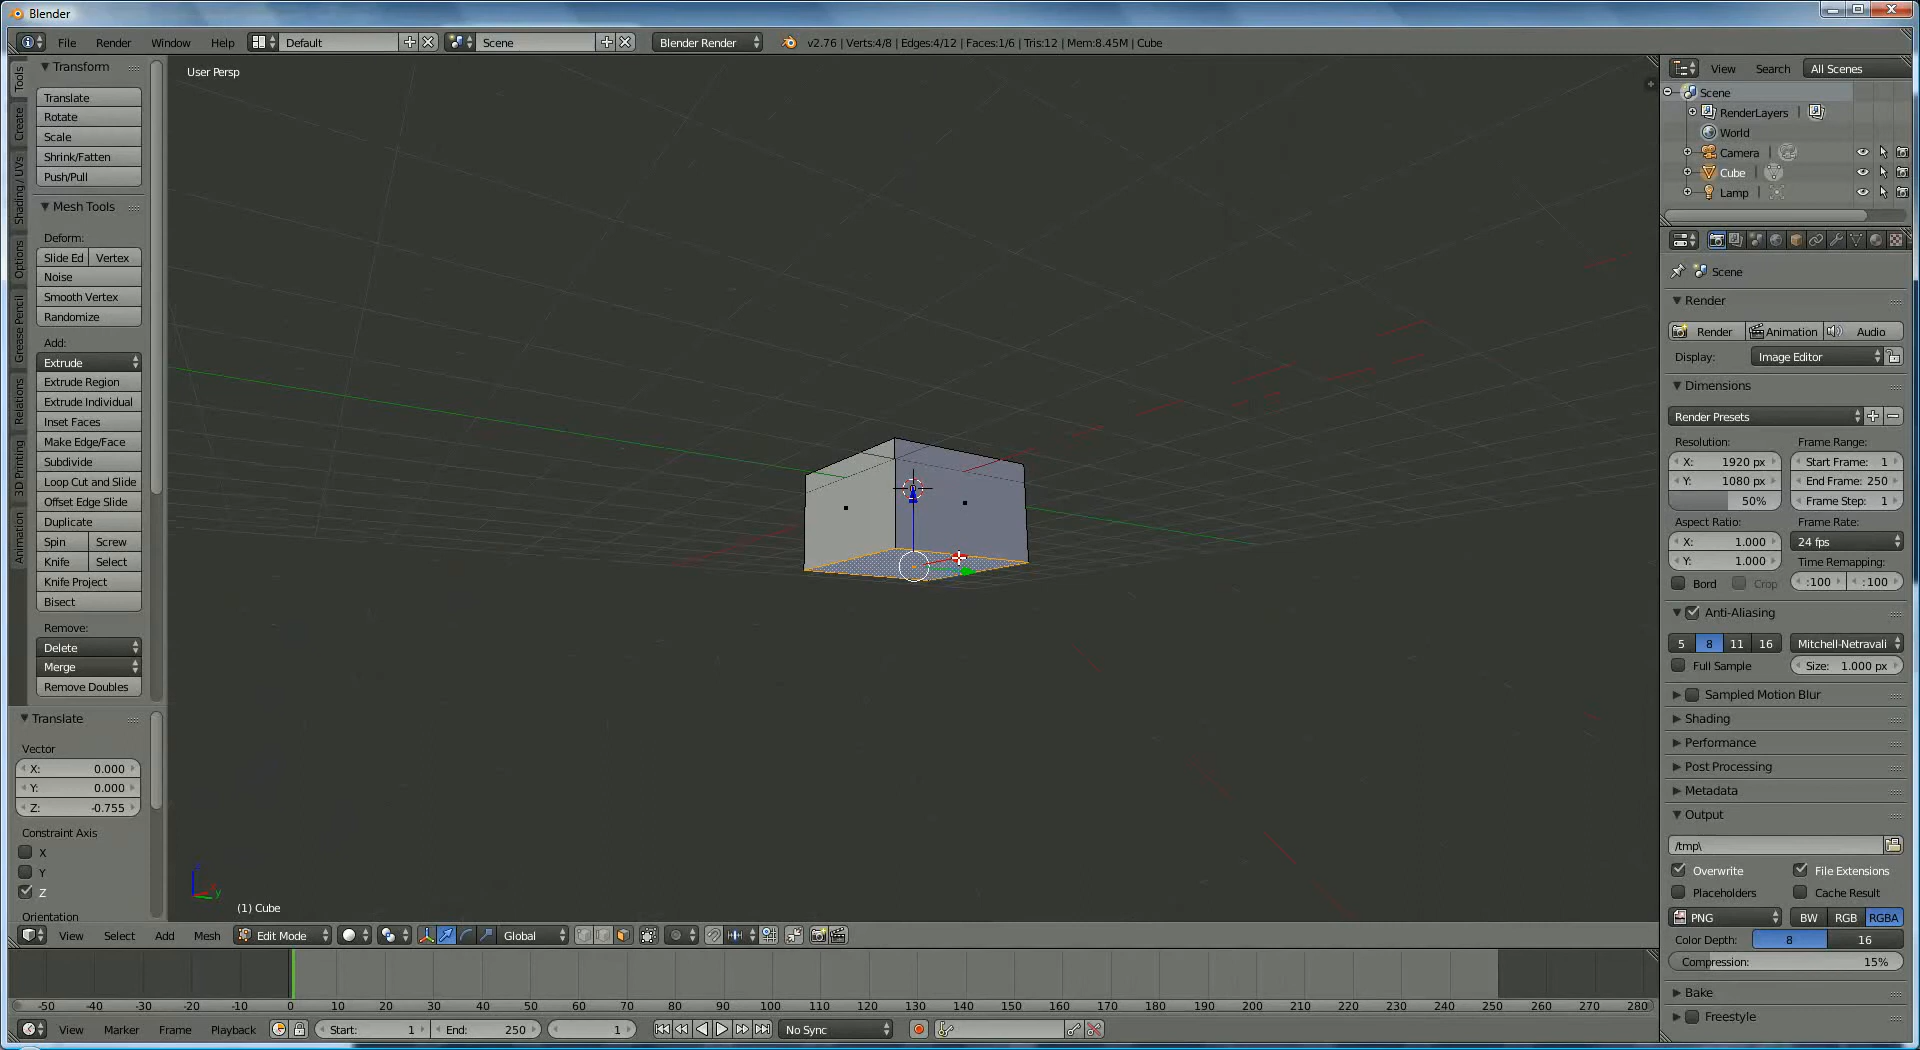 Blender
File Render Window Help Default Scene Blender Render v2.76 | Verts:4/8 | Edges:4/12 | Faces:1/6 | Tris:12 | Mem:8.45M | Cube
Tools
Create
Shading / UVs
Options
Grease Pencil
Relations
3D Printing
Animation
Transform
Translate
Rotate
Scale
Shrink/Fatten
Push/Pull
Mesh Tools
Deform:
Slide Ed Vertex
Noise
Smooth Vertex
Randomize
Add:
Extrude
Extrude Region
Extrude Individual
Inset Faces
Make Edge/Face
Subdivide
Loop Cut and Slide
Offset Edge Slide
Duplicate
Spin Screw
Knife Select
Knife Project
Bisect
Remove:
Delete
Merge
Remove Doubles
Translate
Vector
X: 0.000
Y: 0.000
Z: -0.755
Constraint Axis
X
Y
Z
Orientation
User Persp
(1) Cube
View Select Add Mesh Edit Mode Global
-50 -40 -30 -20 -10 0 10 20 30 40 50 60 70 80 90 100 110 120 130 140 150 160 170 180 190 200 210 220 230 240 250 260 270 280
View Marker Frame Playback Start: 1 End: 250 1 No Sync
View Search All Scenes
Scene
RenderLayers
World
Camera
Cube
Lamp
Scene
Render
Render Animation Audio
Display: Image Editor
Dimensions
Render Presets
Resolution: Frame Range:
X: 1920 px Start Frame: 1
Y: 1080 px End Frame: 250
50% Frame Step: 1
Aspect Ratio: Frame Rate:
X: 1.000 24 fps
Y: 1.000 Time Remapping:
Bord Crop :100 :100
Anti-Aliasing
5 8 11 16 Mitchell-Netravali
Full Sample Size: 1.000 px
Sampled Motion Blur
Shading
Performance
Post Processing
Metadata
Output
/tmp\
Overwrite File Extensions
Placeholders Cache Result
PNG BW RGB RGBA
Color Depth: 8 16
Compression: 15%
Bake
Freestyle